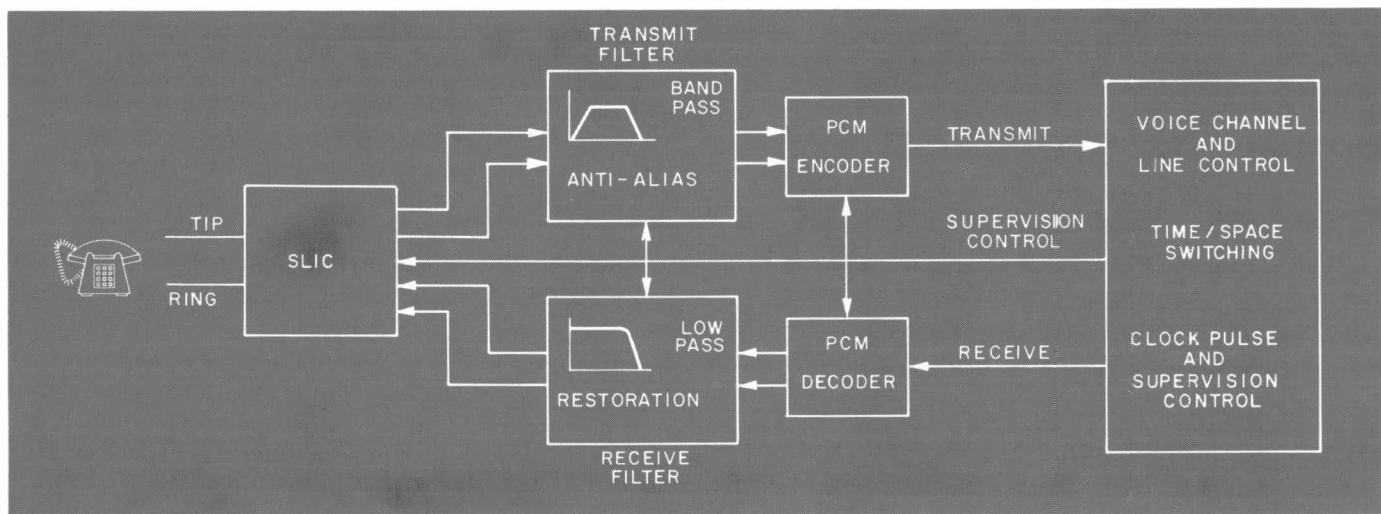 TRANSMIT
FILTER
BAND
PASS
ANTI-ALIAS
PCM
ENCODER
TRANSMIT
VOICE CHANNEL
AND
LINE CONTROL
TIP
SLIC
RING
SUPERVISION
CONTROL
TIME/SPACE
SWITCHING
LOW
PASS
RESTORATION
RECEIVE
FILTER
PCM
DECODER
RECEIVE
CLOCK PULSE
AND
SUPERVISION
CONTROL